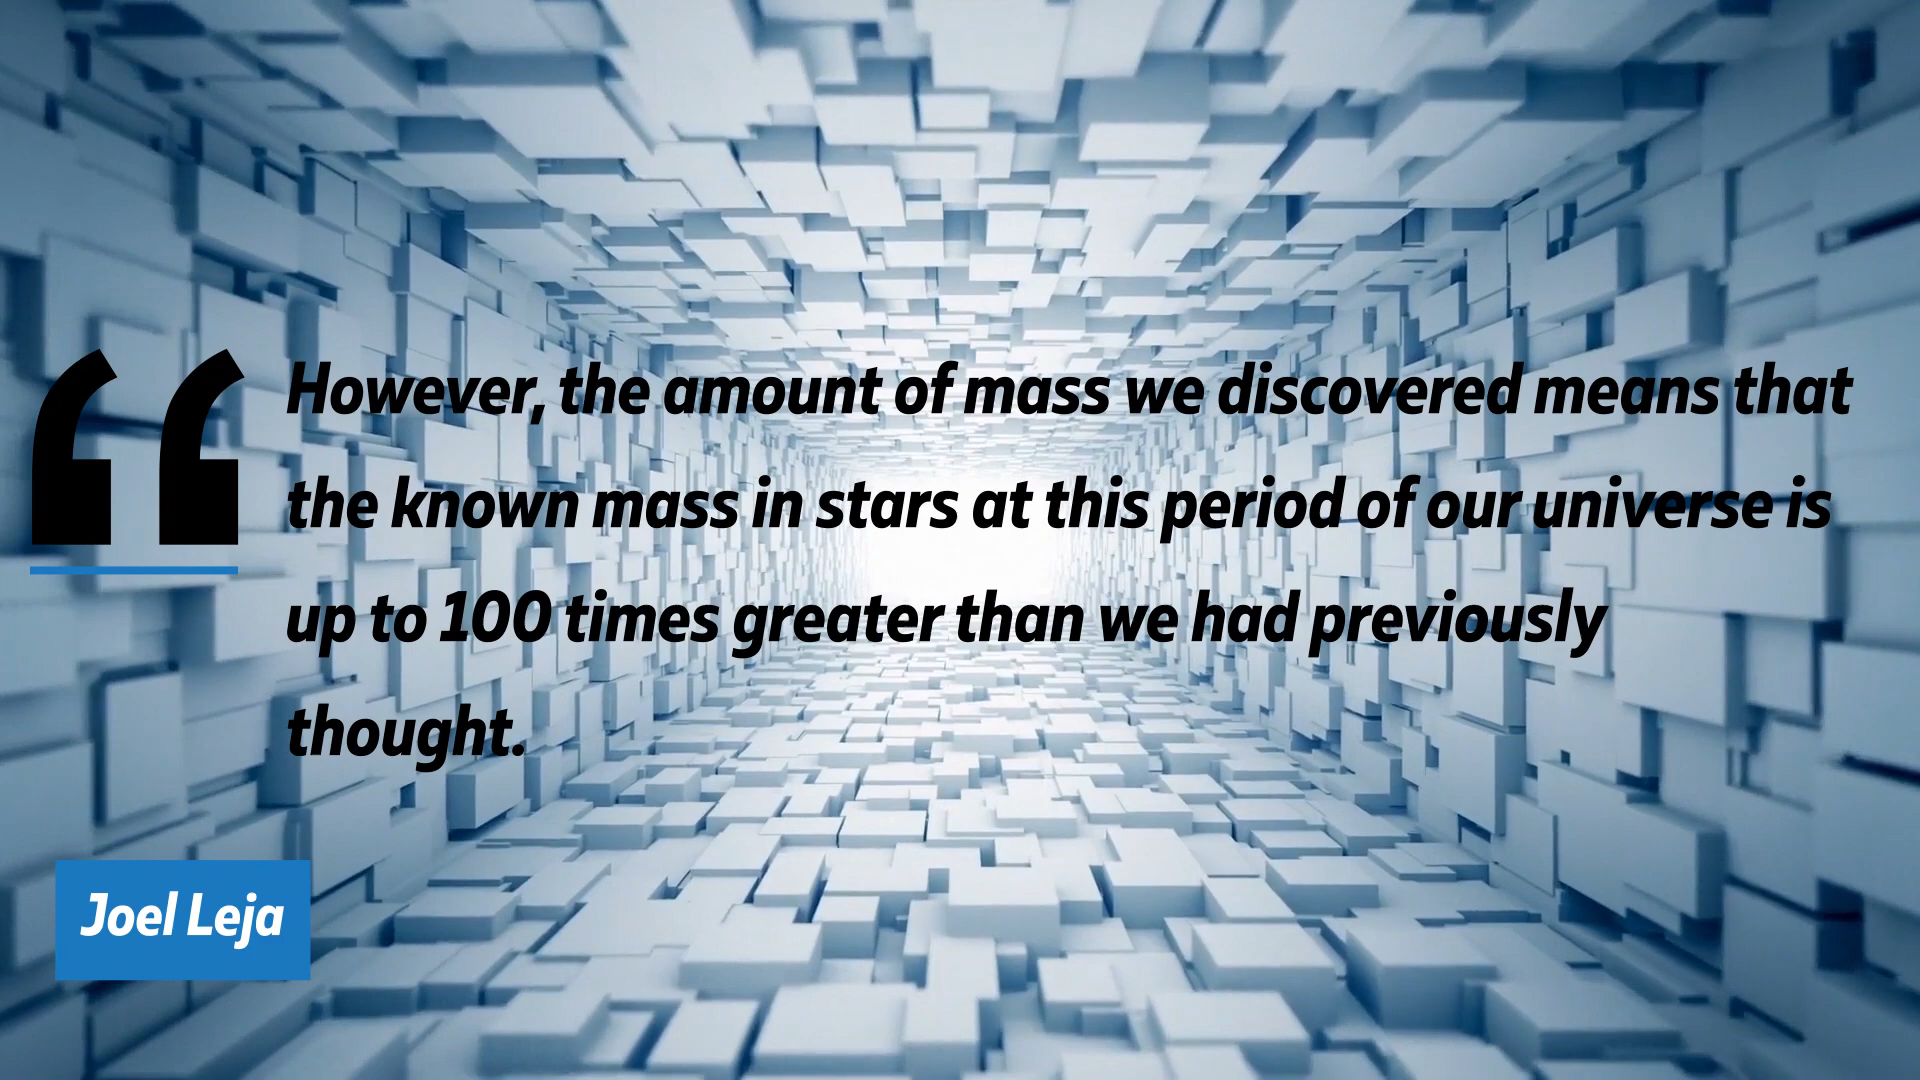 “
However, the amount of mass we discovered means that
the known mass in stars at this period of our universe is
up to 100 times greater than we had previously
thought.
Joel Leja